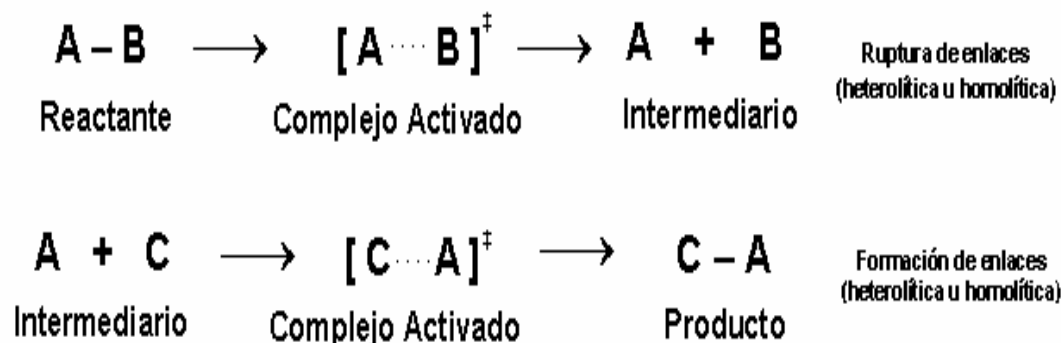 A – B → [ A ···· B ]‡ → A + B
Ruptura de enlaces
(heterolítica u homolítica)
Reactante Complejo Activado Intermediario
A + C → [ C ···· A ]‡ → C – A
Formación de enlaces
(heterolítica u homolítica)
Intermediario Complejo Activado Producto